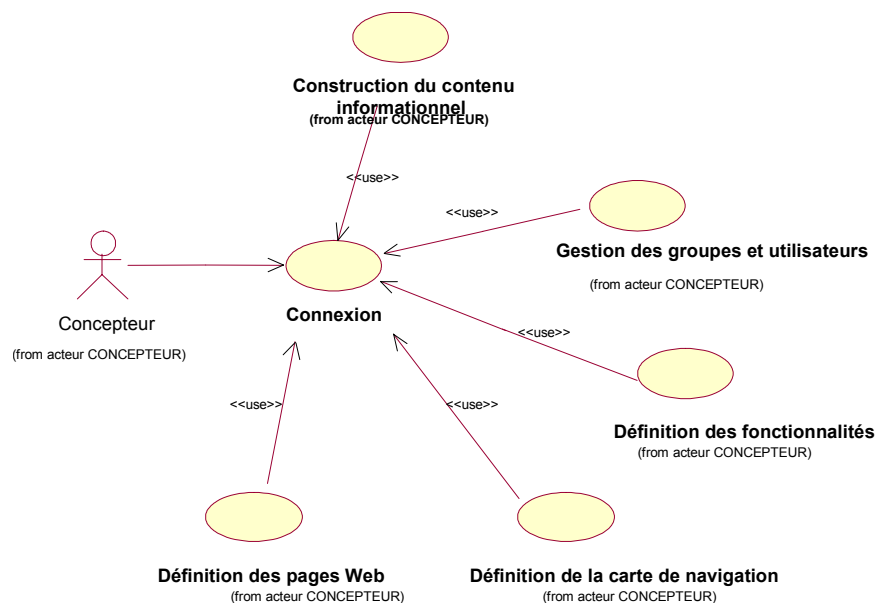 Construction du contenu
informationnel
(from acteur CONCEPTEUR)
<<use>>
<<use>>
Gestion des groupes et utilisateurs
(from acteur CONCEPTEUR)
Concepteur
(from acteur CONCEPTEUR)
Connexion
<<use>>
<<use>>
<<use>>
Définition des fonctionnalités
(from acteur CONCEPTEUR)
Définition des pages Web
(from acteur CONCEPTEUR)
Définition de la carte de navigation
(from acteur CONCEPTEUR)